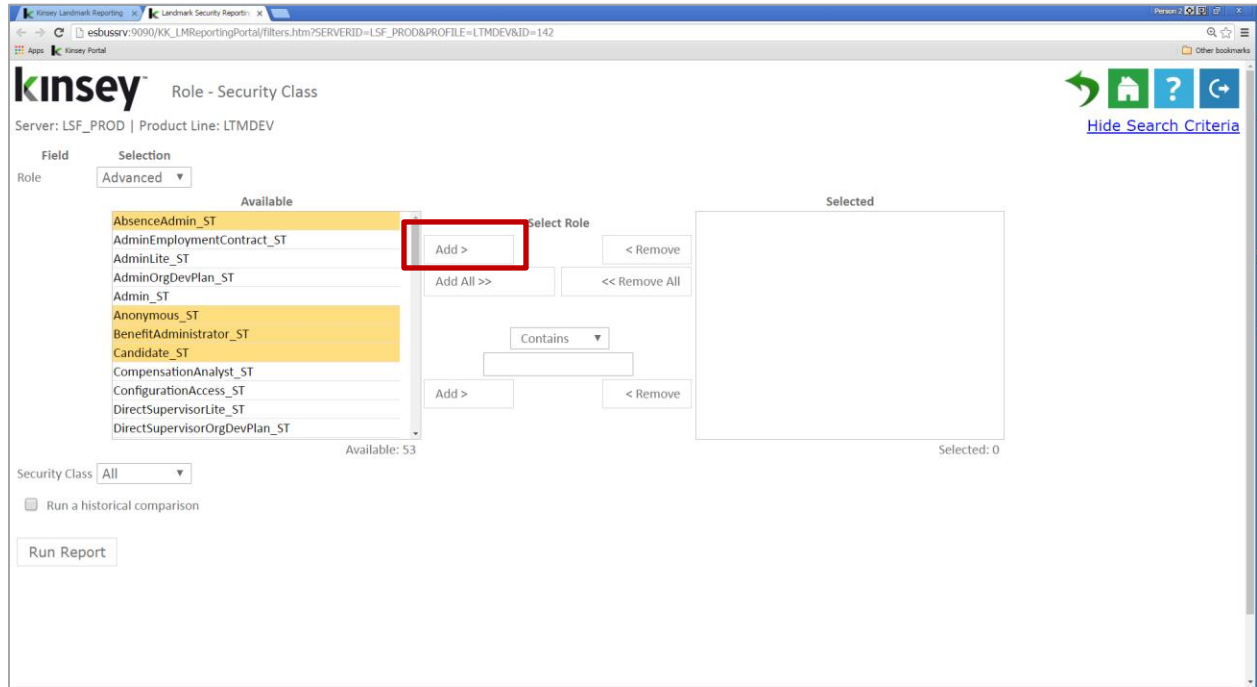 Kinsey Landmark Reporting
Landmark Security Reportin
Person 2
esbussrv:9090/KK_LMReportingPortal/filters.htm?SERVERID=LSF_PROD&PROFILE=LTMDEV&ID=142
Apps
Kinsey Portal
Other bookmarks
kinsey
Role - Security Class
?
Server: LSF_PROD | Product Line: LTMDEV
Hide Search Criteria
Field
Selection
Role
Advanced
Available
Selected
AbsenceAdmin_ST
AdminEmploymentContract_ST
AdminLite_ST
AdminOrgDevPlan_ST
Admin_ST
Anonymous_ST
BenefitAdministrator_ST
Candidate_ST
CompensationAnalyst_ST
ConfigurationAccess_ST
DirectSupervisorLite_ST
DirectSupervisorOrgDevPlan_ST
Select Role
Add >
< Remove
Add All >>
<< Remove All
Contains
Add >
< Remove
Available: 53
Selected: 0
Security Class
All
Run a historical comparison
Run Report